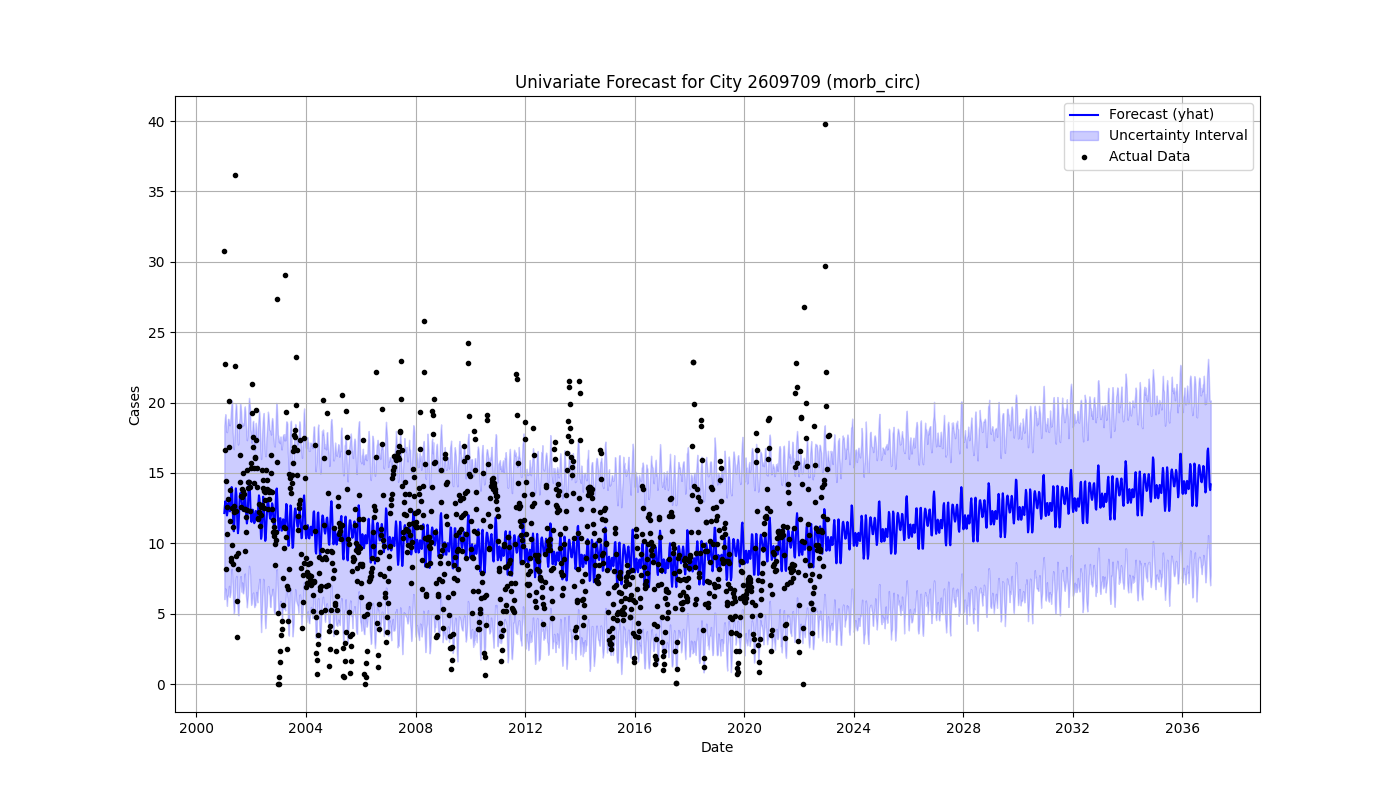 Univariate Forecast for City 2609709 (morb_circ)
Forecast (yhat)
Uncertainty Interval
Actual Data
Cases
40
35
30
25
20
15
10
5
0
2000 2004 2008 2012 2016 2020 2024 2028 2032 2036
Date